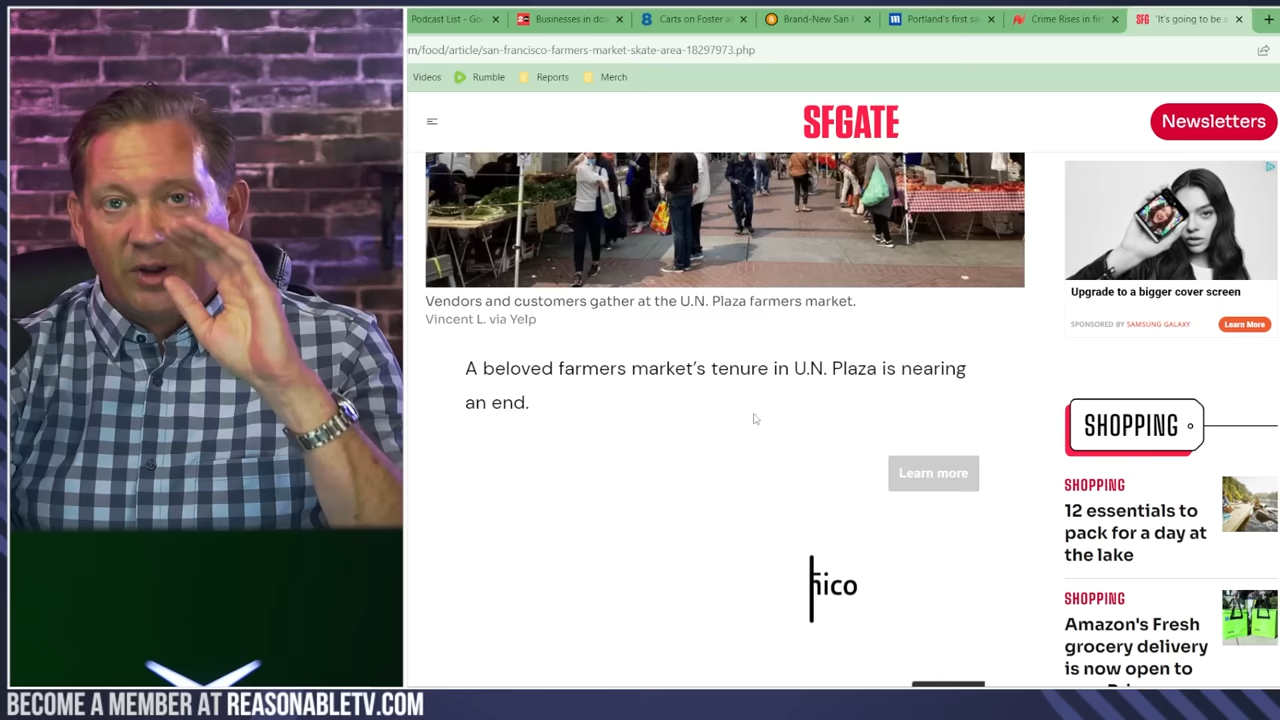 Podcast List - Go
Businesses in do
Carts on Foster a
Brand-New San
Portland's first sa
Crime Rises in fir
'It's going to be a
m/food/article/san-francisco-farmers-market-skate-area-18297973.php
Videos
Rumble
Reports
Merch
SFGATE
Newsletters
Vendors and customers gather at the U.N. Plaza farmers market.
Vincent L. via Yelp
A beloved farmers market's tenure in U.N. Plaza is nearing
an end.
Learn more
nico
Upgrade to a bigger cover screen
SPONSORED BY SAMSUNG GALAXY
Learn More
SHOPPING
SHOPPING
12 essentials to
pack for a day at
the lake
SHOPPING
Amazon's Fresh
grocery delivery
is now open to
BECOME A MEMBER AT REASONABLETV.COM